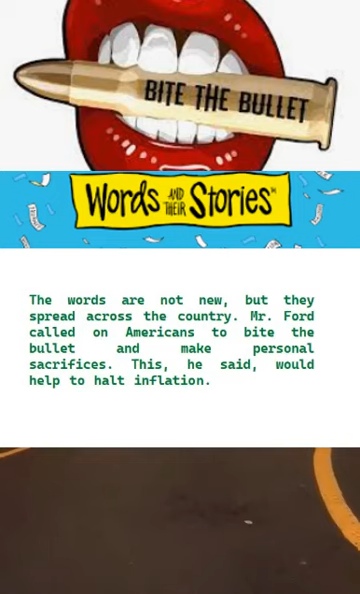 BITE THE BULLET
Words AND THEIR Stories
The words are not new, but they
spread across the country. Mr. Ford
called on Americans to bite the
bullet and make personal
sacrifices. This, he said, would
help to halt inflation.